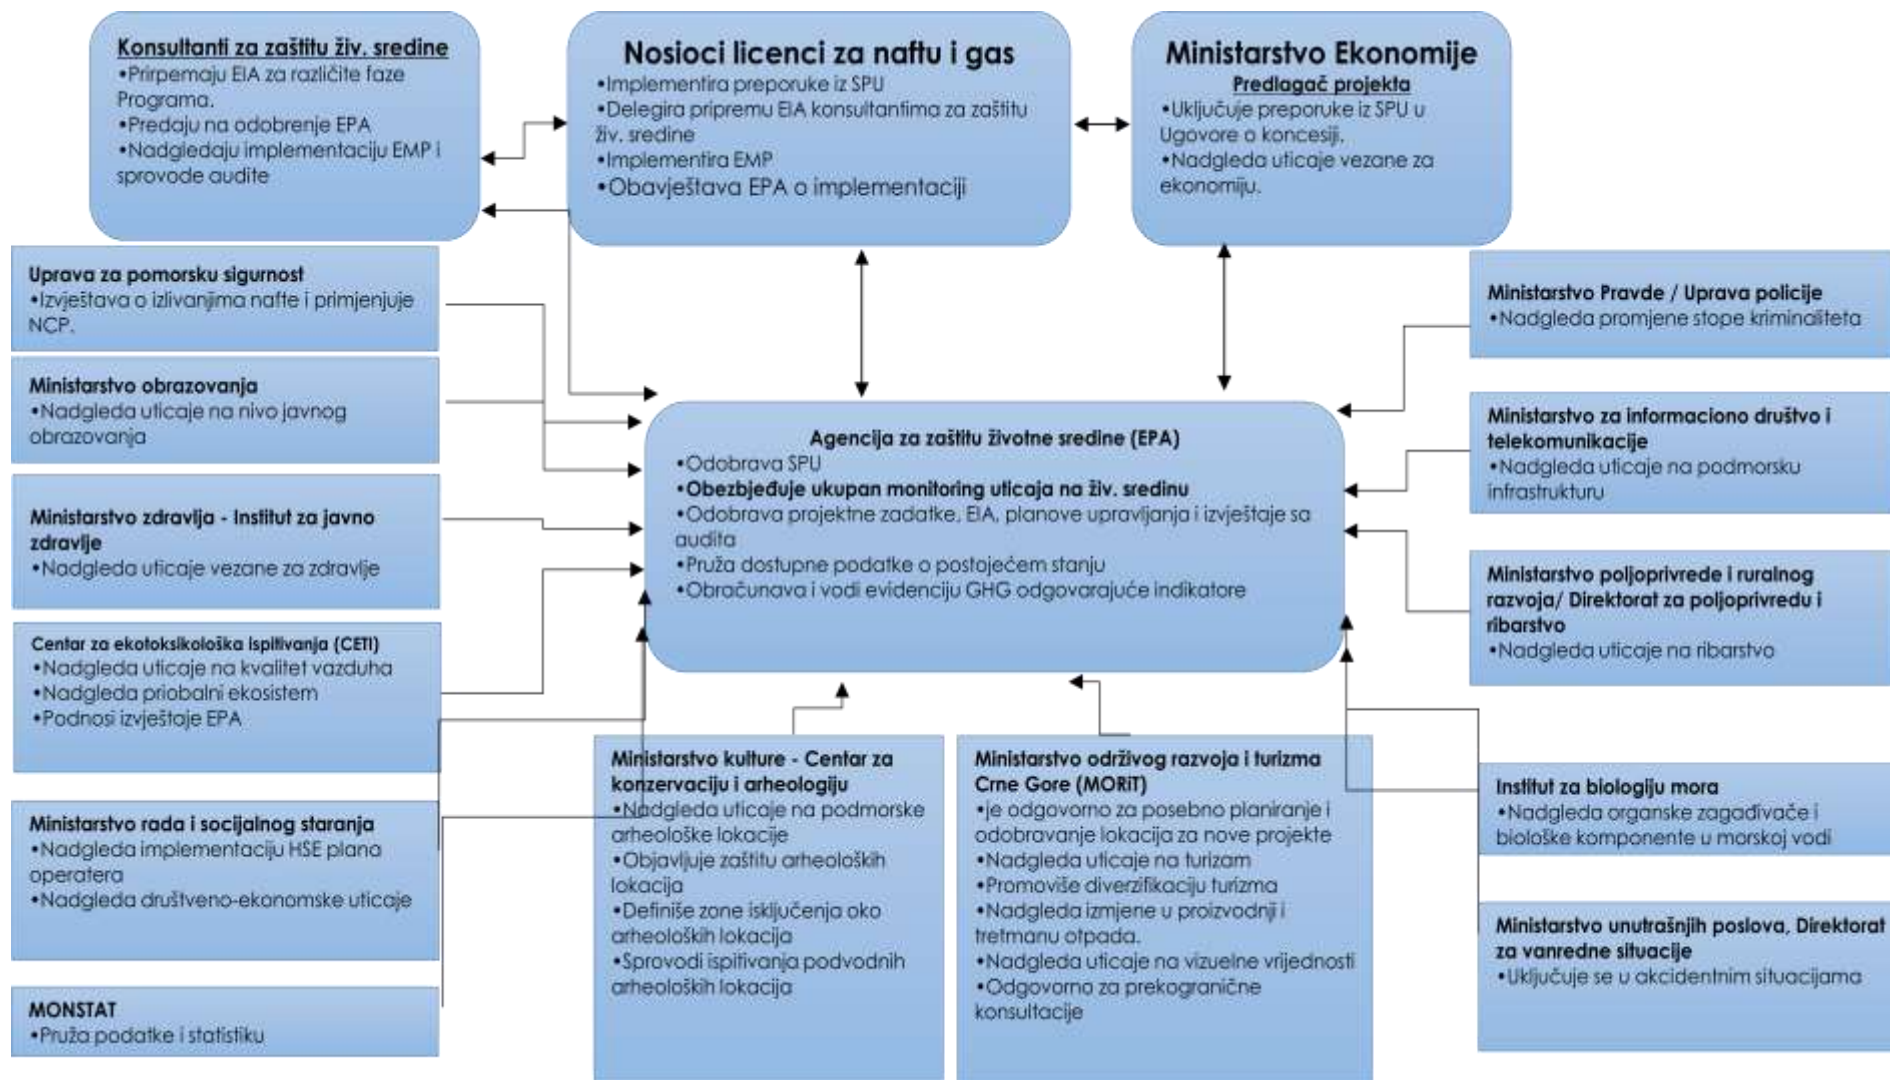 Konsultanti za zaštitu živ. sredine
•Prirpemaju EIA za različite faze
Programa.
•Predaju na odobrenje EPA
•Nadgledaju implementaciju EMP i
sprovode audite
Nosioci licenci za naftu i gas
•Implementira preporuke iz SPU
•Delegira pripremu EIA konsultantima za zaštitu
živ. sredine
•Implementira EMP
•Obavještava EPA o implementaciji
Ministarstvo Ekonomije
Predlagač projekta
•Uključuje preporuke iz SPU u
Ugovore o koncesiji.
•Nadgleda uticaje vezane za
ekonomiju.
Uprava za pomorsku sigurnost
•Izvještava o izlivanjima nafte i primjenjuje
NCP.
Ministarstvo obrazovanja
•Nadgleda uticaje na nivo javnog
obrazovanja
Ministarstvo zdravlja - Institut za javno
zdravlje
•Nadgleda uticaje vezane za zdravlje
Centar za ekotoksikološka ispitivanja (CETI)
•Nadgleda uticaje na kvalitet vazduha
•Nadgleda priobalni ekosistem
•Podnosi izvještaje EPA
Ministarstvo rada i socijalnog staranja
•Nadgleda implementaciju HSE plana
operatera
•Nadgleda društveno-ekonomske uticaje
MONSTAT
•Pruža podatke i statistiku
Agencija za zaštitu životne sredine (EPA)
•Odobrava SPU
•Obezbjeđuje ukupan monitoring uticaja na živ. sredinu
•Odobrava projektne zadatke, EIA, planove upravljanja i izvještaje sa
audita
•Pruža dostupne podatke o postojećem stanju
•Obračunava i vodi evidenciju GHG odgovarajuće indikatore
Ministarstvo kulture - Centar za
konzervaciju i arheologiju
•Nadgleda uticaje na podmorske
arheološke lokacije
•Objavljuje zaštitu arheoloških
lokacija
•Definiše zone isključenja oko
arheoloških lokacija
•Sprovodi ispitivanja podvodnih
arheoloških lokacija
Ministarstvo održivog razvoja i turizma
Crne Gore (MORiT)
•je odgovorno za posebno planiranje i
odobravanje lokacija za nove projekte
•Nadgleda uticaje na turizam
•Promoviše diverzifikaciju turizma
•Nadgleda izmjene u proizvodnji i
tretmanu otpada.
•Nadgleda uticaje na vizuelne vrijednosti
•Odgovorno za prekogranične
konsultacije
Ministarstvo Pravde / Uprava policije
•Nadgleda promjene stope kriminaliteta
Ministarstvo za informaciono društvo i
telekomunikacije
•Nadgleda uticaje na podmorsku
infrastrukturu
Ministarstvo poljoprivrede i ruralnog
razvoja/ Direktorat za poljoprivredu i
ribarstvo
•Nadgleda uticaje na ribarstvo
Institut za biologiju mora
•Nadgleda organske zagađivače i
biološke komponente u morskoj vodi
Ministarstvo unutrašnjih poslova, Direktorat
za vanredne situacije
•Uključuje se u akcidentnim situacijama